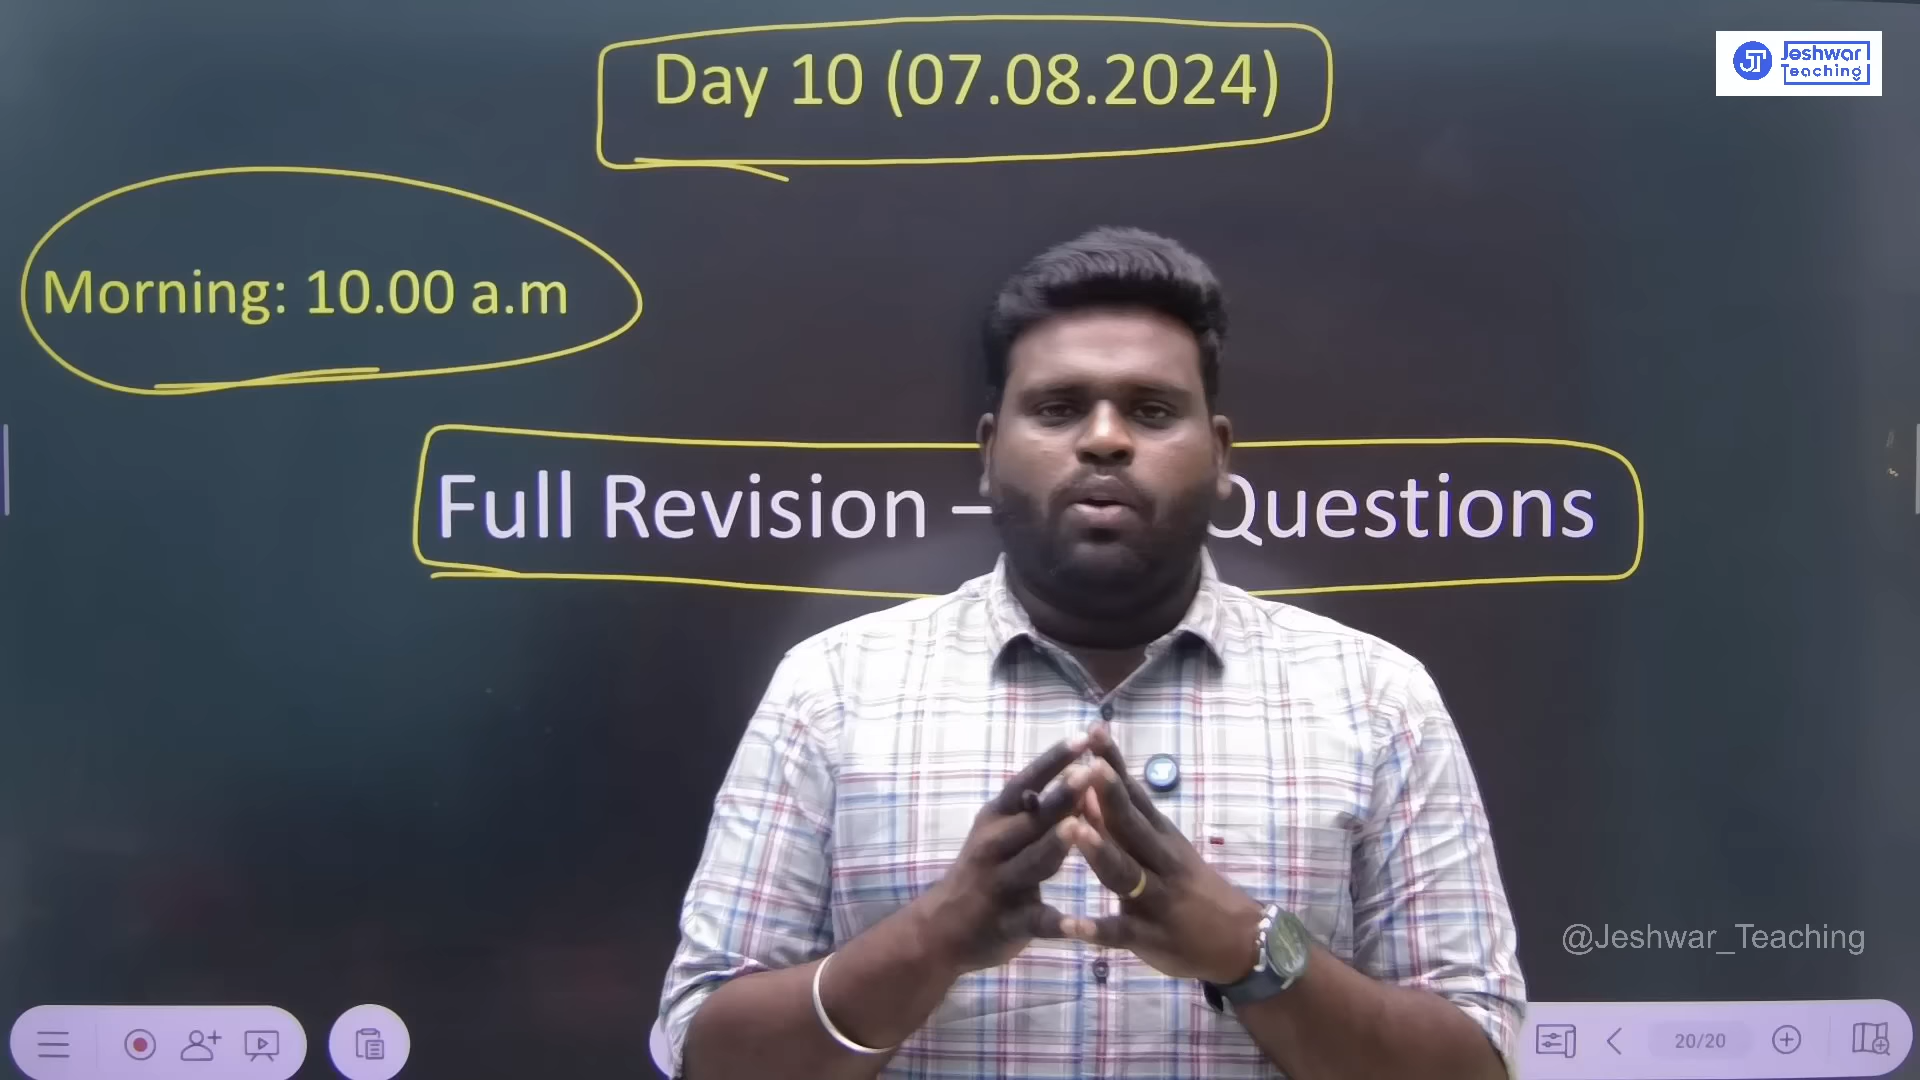 Day 10 (07.08.2024)
Jeshwar
Teaching
Morning: 10.00 a.m
Full Revision – Questions
@Jeshwar_Teaching
20/20